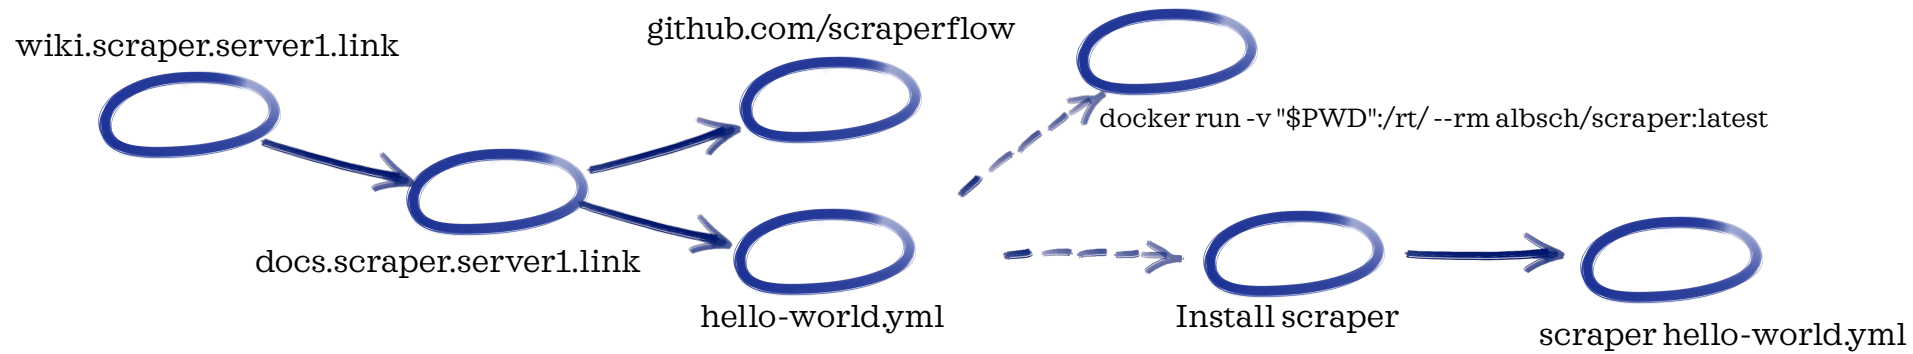 wiki.scraper.server1.link
docs.scraper.server1.link
github.com/scraperflow
hello-world.yml
docker run -v "$PWD":/rt/ --rm albsch/scraper:latest
Install scraper
scraper hello-world.yml